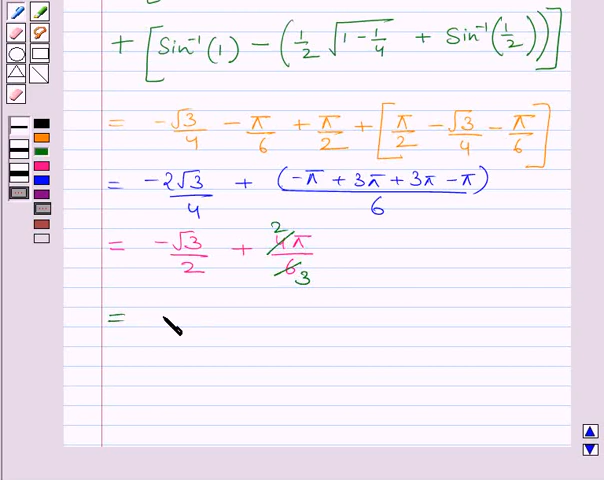 + [Sin⁻¹(1) − (1/2 √(1−1/4) + Sin⁻¹(1/2))]
= −√3/4 − π/6 + π/2 + [π/2 − √3/4 − π/6]
= −2√3/4 + (−π + 3π + 3π − π)/6
= −√3/2 + 4π/6 2 3
=